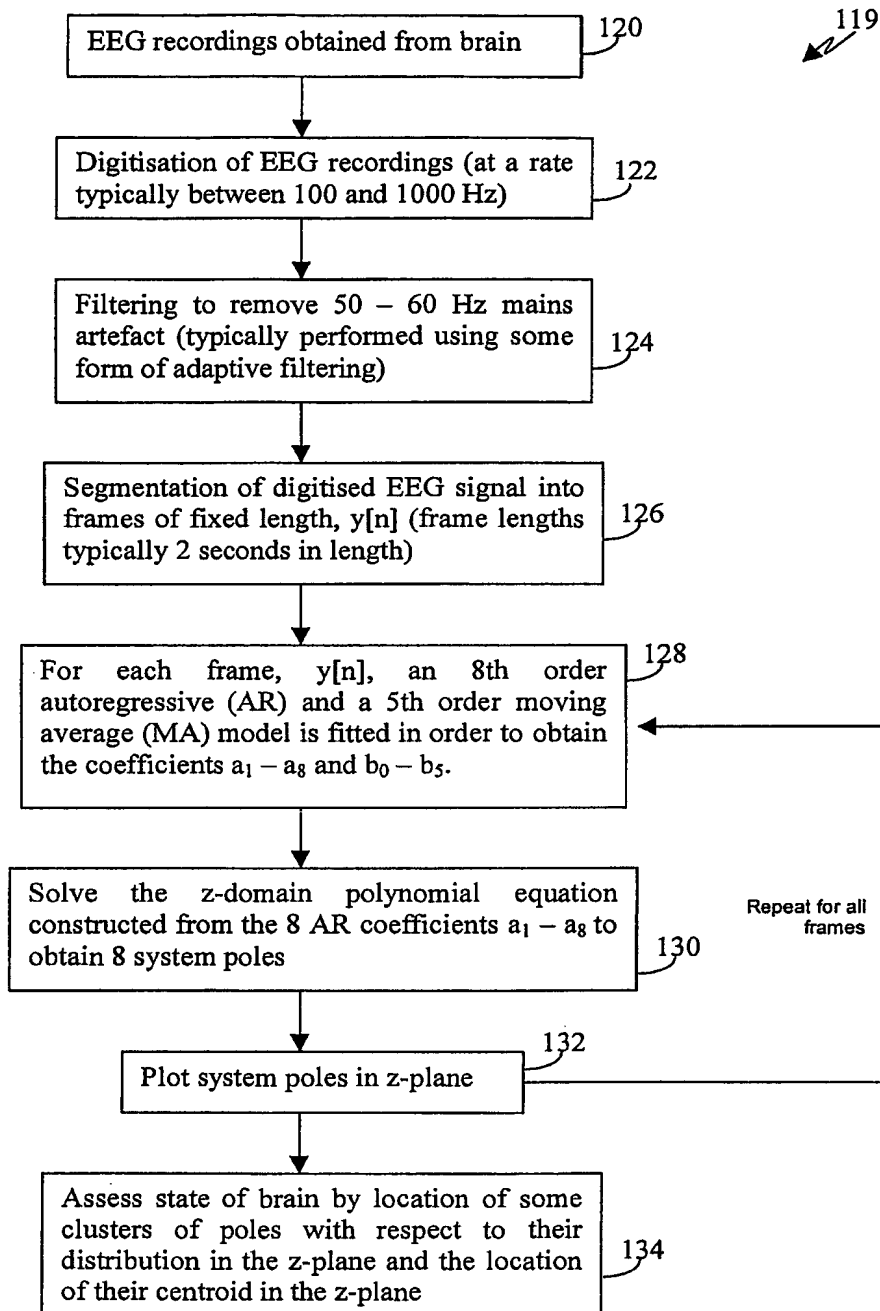 119
EEG recordings obtained from brain
120
Digitisation of EEG recordings (at a rate
typically between 100 and 1000 Hz)
122
Filtering to remove 50 – 60 Hz mains
artefact (typically performed using some
form of adaptive filtering)
124
Segmentation of digitised EEG signal into
frames of fixed length, y[n] (frame lengths
typically 2 seconds in length)
126
For each frame, y[n], an 8th order
autoregressive (AR) and a 5th order moving
average (MA) model is fitted in order to obtain
the coefficients a₁ – a₈ and b₀ – b₅.
128
Solve the z-domain polynomial equation
constructed from the 8 AR coefficients a₁ – a₈ to
obtain 8 system poles
130
Repeat for all
frames
Plot system poles in z-plane
132
Assess state of brain by location of some
clusters of poles with respect to their
distribution in the z-plane and the location
of their centroid in the z-plane
134